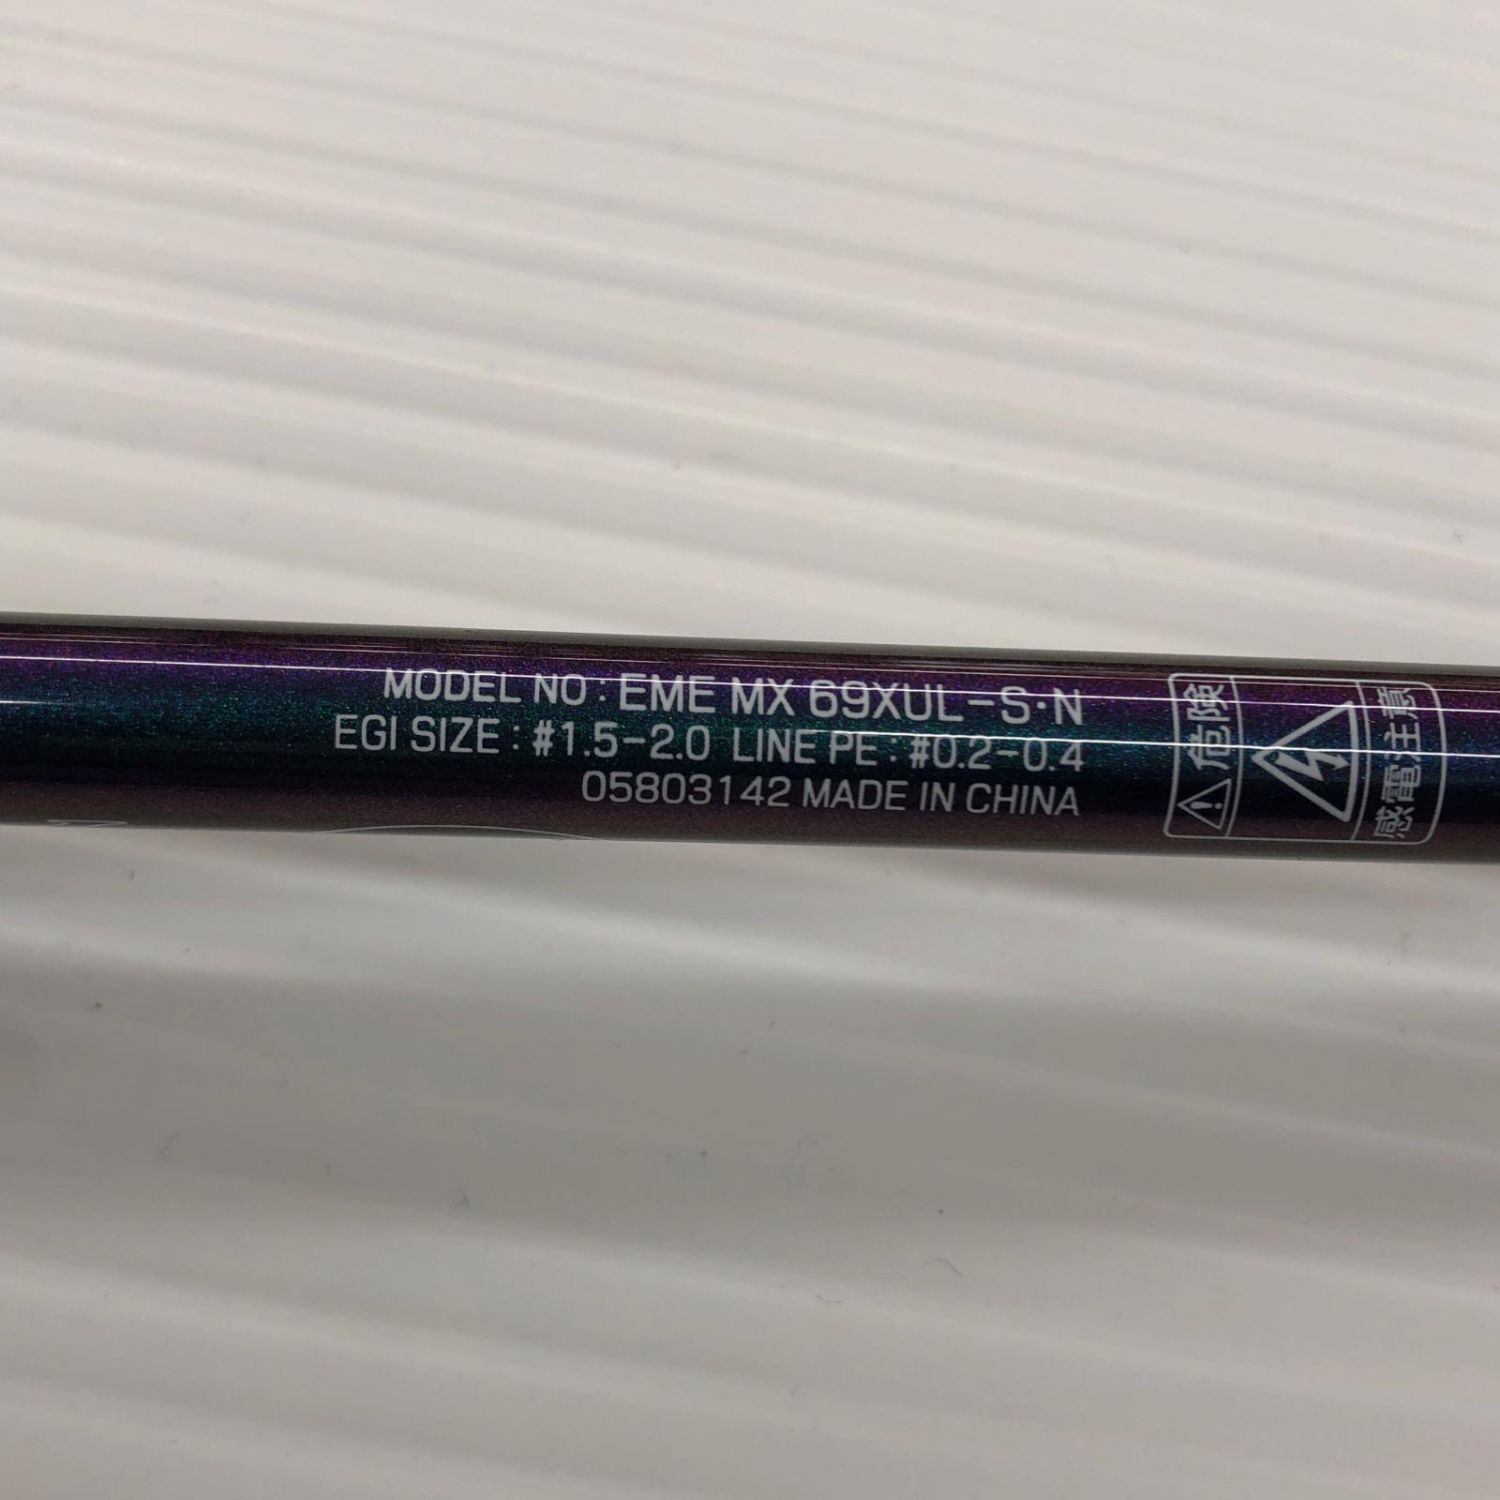 MODEL NO : EME MX 69XUL-S・N
EGI SIZE : #1.5-2.0 LINE PE : #0.2-0.4
05803142 MADE IN CHINA
危険
感電注意